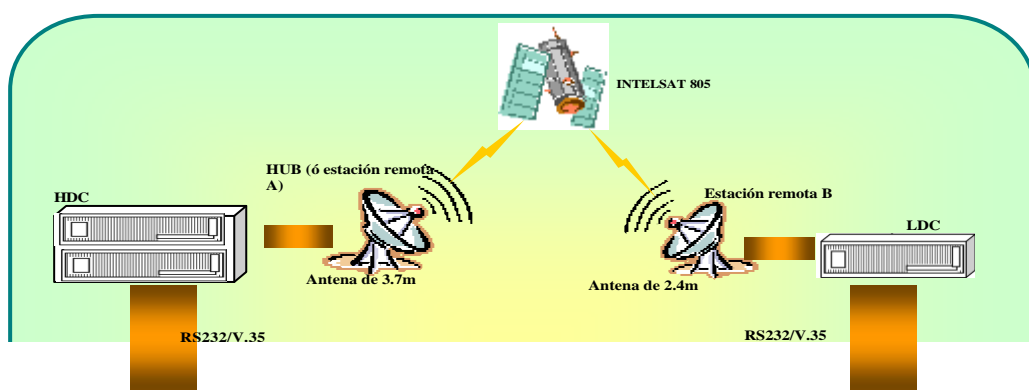 INTELSAT 805
HUB (ó estación remota
A)
HDC
Estación remota B
LDC
Antena de 3.7m
Antena de 2.4m
RS232/V.35
RS232/V.35